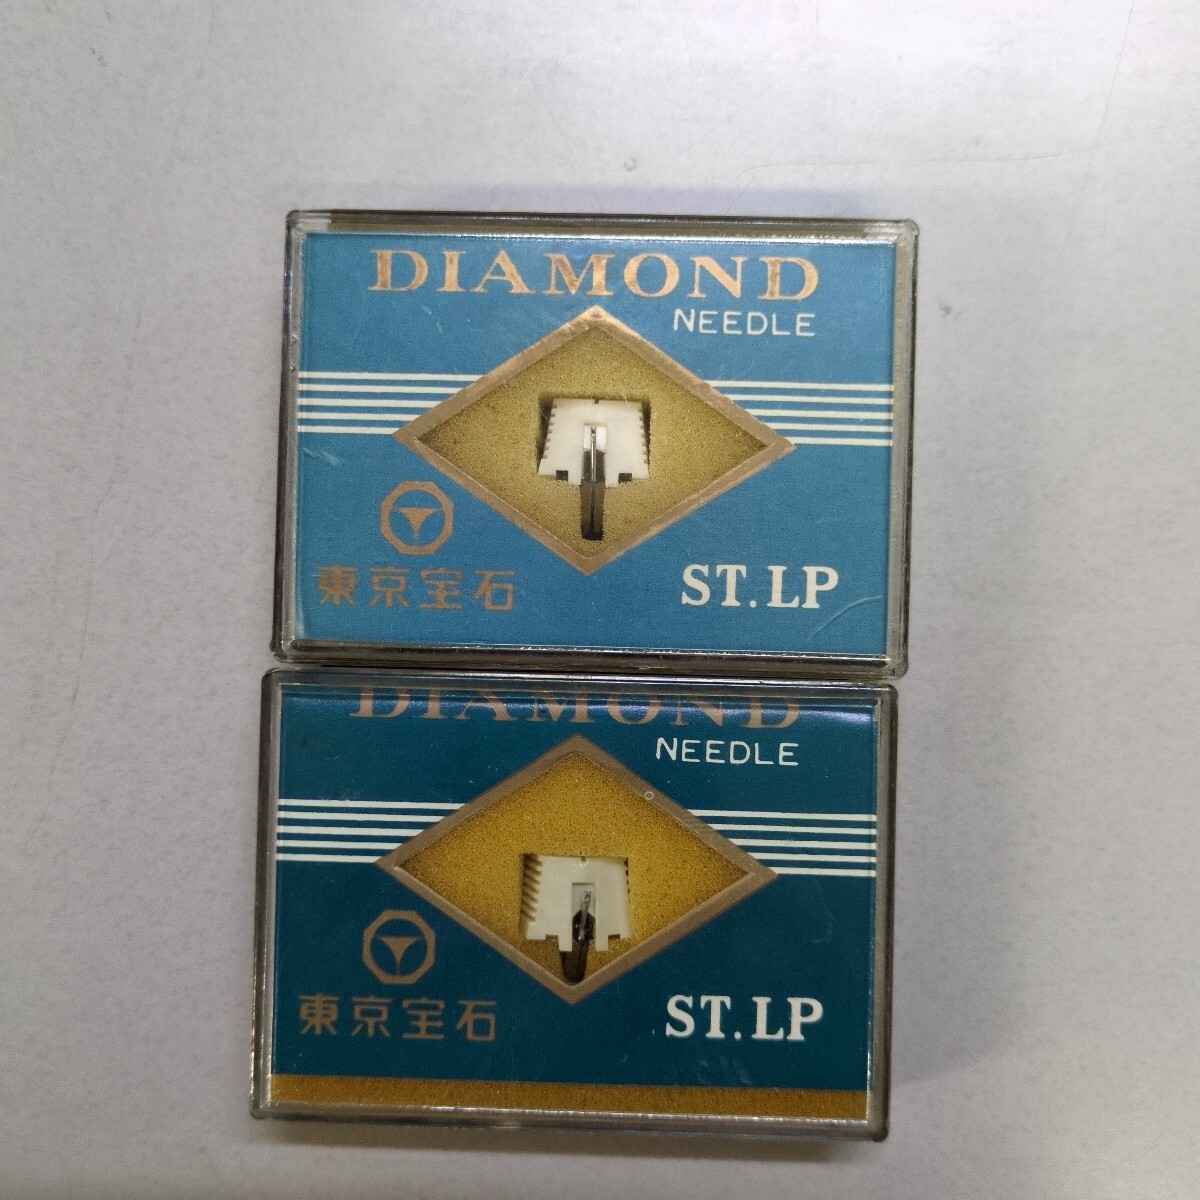 DIAMOND
NEEDLE
東京宝石
ST.LP
DIAMOND
NEEDLE
東京宝石
ST.LP